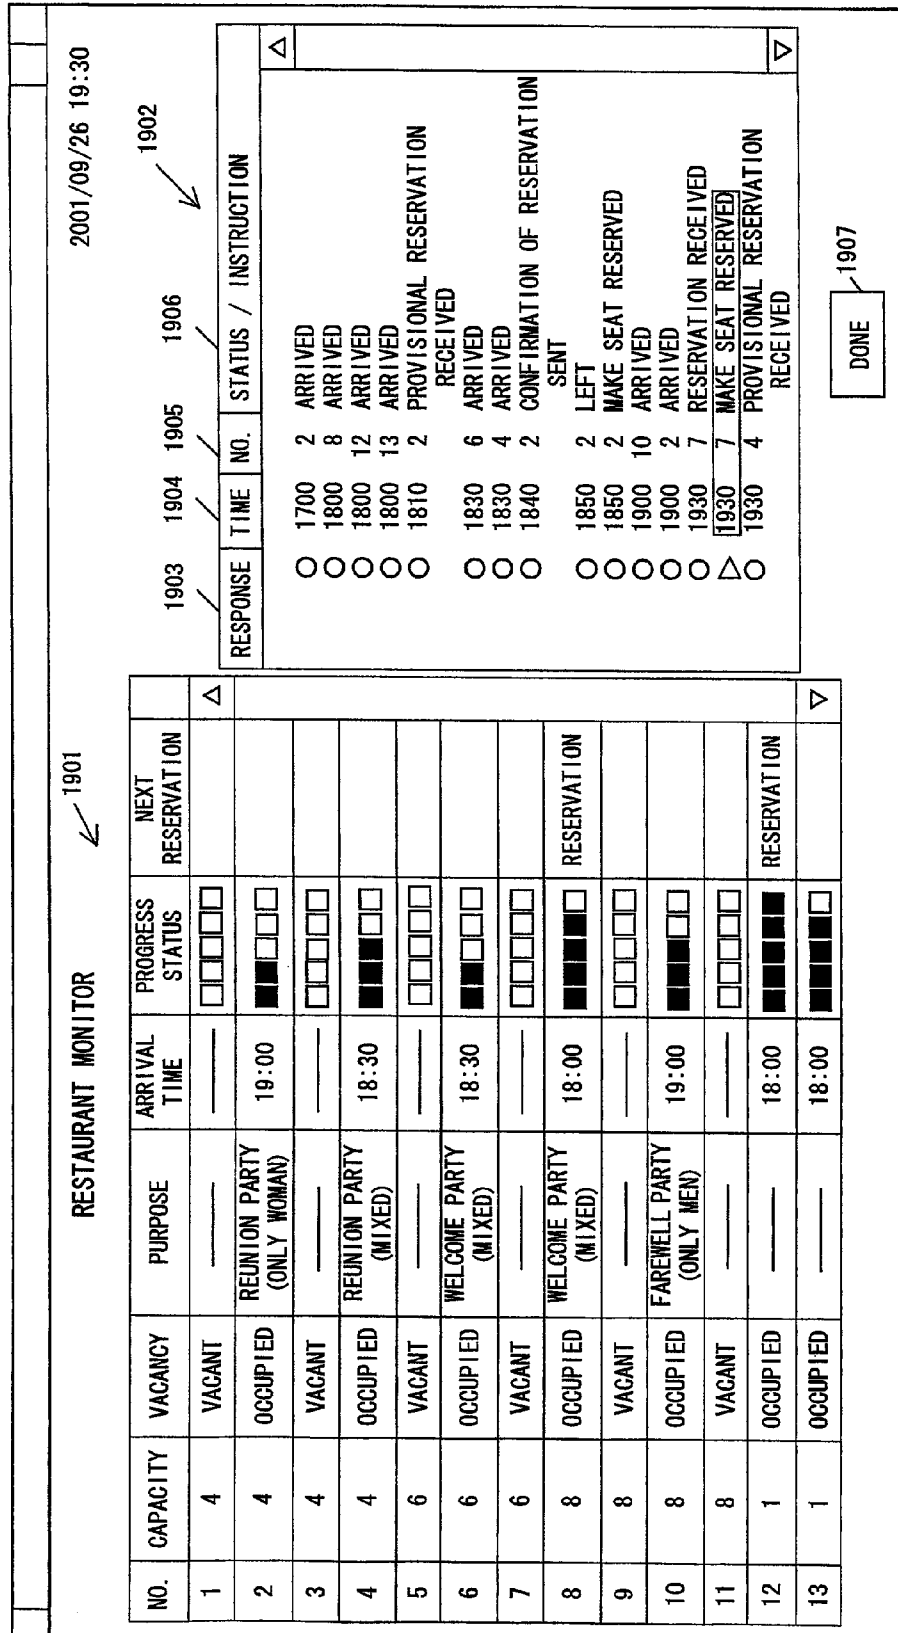 2001/09/26 19:30
RESTAURANT MONITOR
1901
NO. CAPACITY VACANCY PURPOSE ARRIVAL TIME PROGRESS STATUS NEXT RESERVATION
1 4 VACANT
2 4 OCCUPIED REUNION PARTY (ONLY WOMAN) 19:00
3 4 VACANT
4 4 OCCUPIED REUNION PARTY (MIXED) 18:30
5 6 VACANT
6 6 OCCUPIED WELCOME PARTY (MIXED) 18:30
7 6 VACANT
8 8 OCCUPIED WELCOME PARTY (MIXED) 18:00 RESERVATION
9 8 VACANT
10 8 OCCUPIED FAREWELL PARTY (ONLY MEN) 19:00
11 8 VACANT
12 1 OCCUPIED 18:00 RESERVATION
13 1 OCCUPIED 18:00
1902
1903 1904 1905 1906
RESPONSE TIME NO. STATUS / INSTRUCTION
1700 2 ARRIVED
1800 8 ARRIVED
1800 12 ARRIVED
1800 13 ARRIVED
1810 2 PROVISIONAL RESERVATION
RECEIVED
1830 6 ARRIVED
1830 4 ARRIVED
1840 2 CONFIRMATION OF RESERVATION
SENT
1850 2 LEFT
1850 2 MAKE SEAT RESERVED
1900 10 ARRIVED
1900 2 ARRIVED
1930 7 RESERVATION RECEIVED
1930 7 MAKE SEAT RESERVED
1930 4 PROVISIONAL RESERVATION
RECEIVED
DONE
1907